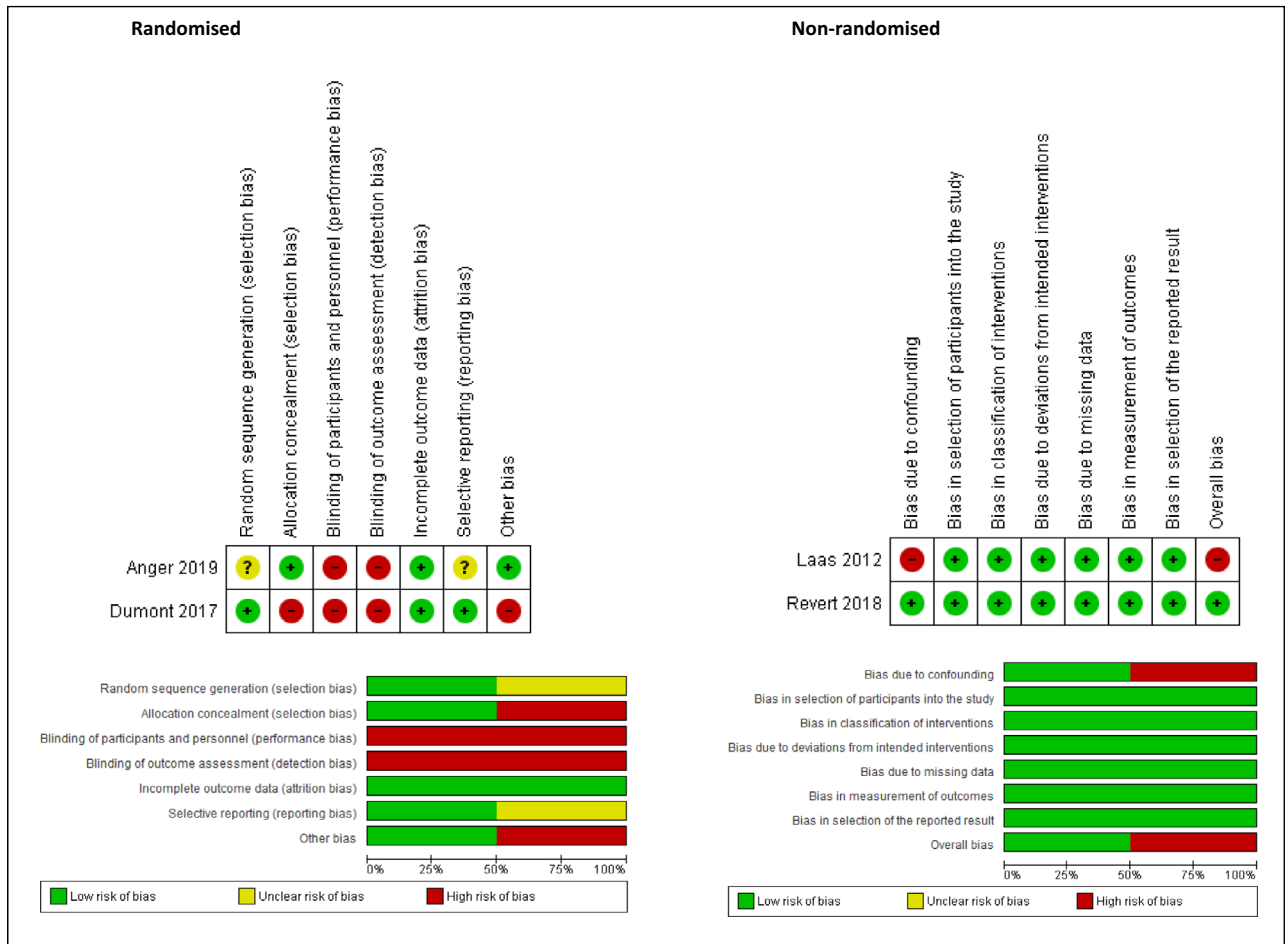 Randomised
Random sequence generation (selection bias)
Allocation concealment (selection bias)
Blinding of participants and personnel (performance bias)
Blinding of outcome assessment (detection bias)
Incomplete outcome data (attrition bias)
Selective reporting (reporting bias)
Other bias
Anger 2019
? + - - + ? +
Dumont 2017
+ - - - + + -
Random sequence generation (selection bias)
Allocation concealment (selection bias)
Blinding of participants and personnel (performance bias)
Blinding of outcome assessment (detection bias)
Incomplete outcome data (attrition bias)
Selective reporting (reporting bias)
Other bias
0% 25% 50% 75% 100%
Low risk of bias
Unclear risk of bias
High risk of bias
Non-randomised
Bias due to confounding
Bias in selection of participants into the study
Bias in classification of interventions
Bias due to deviations from intended interventions
Bias due to missing data
Bias in measurement of outcomes
Bias in selection of the reported result
Overall bias
Laas 2012
- + + + + + + -
Revert 2018
+ + + + + + + +
Bias due to confounding
Bias in selection of participants into the study
Bias in classification of interventions
Bias due to deviations from intended interventions
Bias due to missing data
Bias in measurement of outcomes
Bias in selection of the reported result
Overall bias
0% 25% 50% 75% 100%
Low risk of bias
Unclear risk of bias
High risk of bias